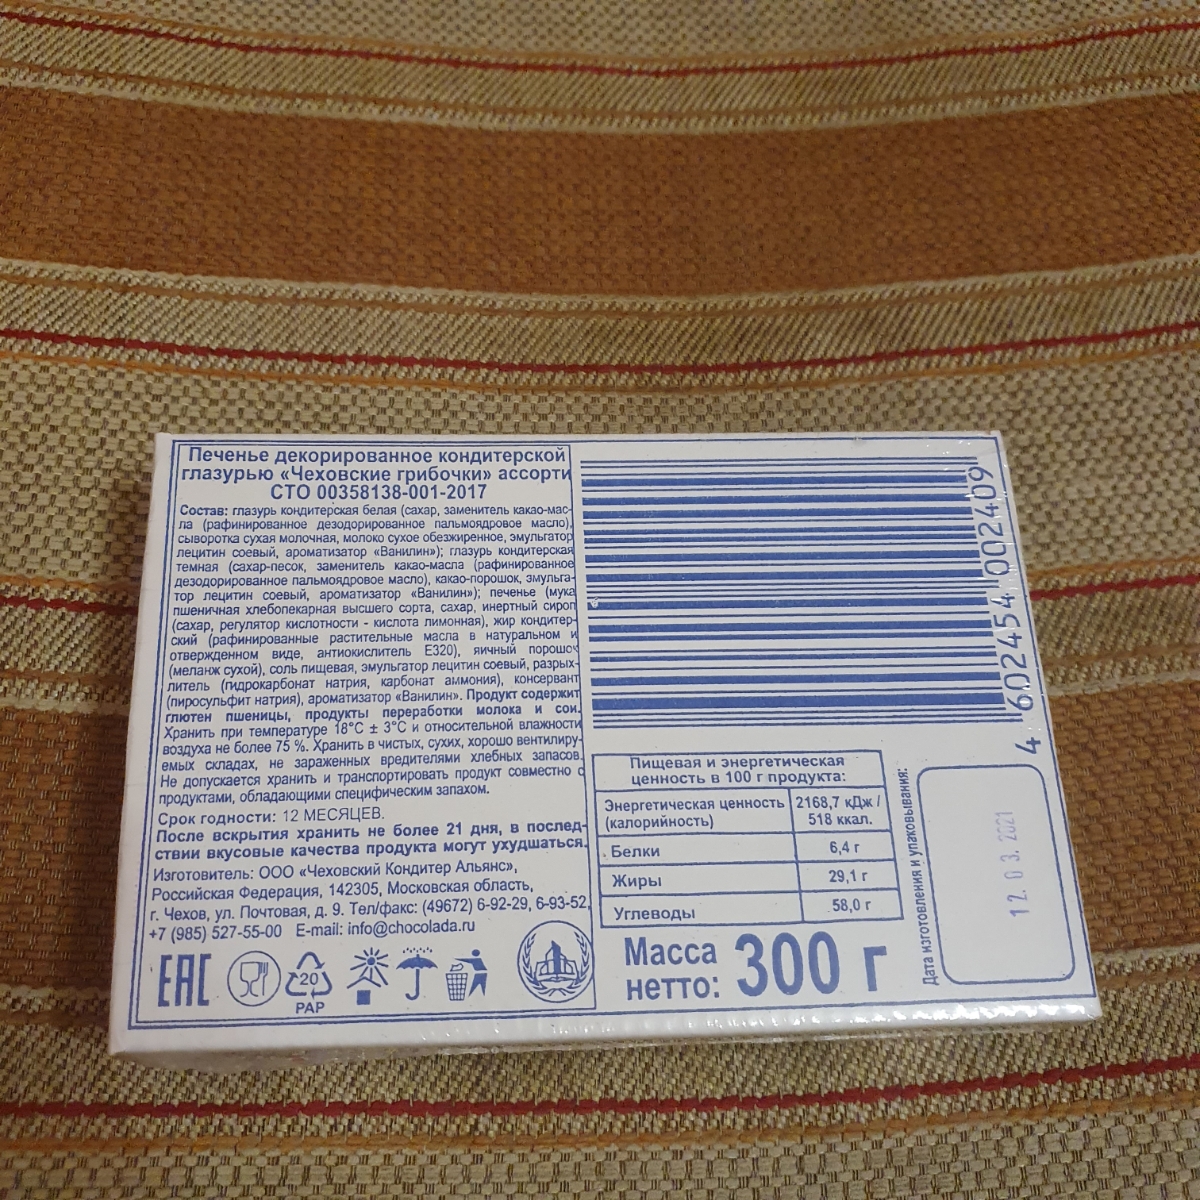 Печенье декорированное кондитерской
глазурью «Чеховские грибочки» ассорти
СТО 00358138-001-2017
Состав: глазурь кондитерская белая (сахар, заменитель какао-мас-
ла (рафинированное дезодорированное пальмоядровое масло),
сыворотка сухая молочная, молоко сухое обезжиренное, эмульгатор
лецитин соевый, ароматизатор «Ванилин»); глазурь кондитерская
темная (сахар-песок, заменитель какао-масла (рафинированное
дезодорированное пальмоядровое масло), какао-порошок, эмульга-
тор лецитин соевый, ароматизатор «Ванилин»); печенье (мука
пшеничная хлебопекарная высшего сорта, сахар, инертный сироп
(сахар, регулятор кислотности - кислота лимонная), жир кондитер-
ский (рафинированные растительные масла в натуральном и
отвержденном виде, антиокислитель Е320), яичный порошок
(меланж сухой), соль пищевая, эмульгатор лецитин соевый, разрых-
литель (гидрокарбонат натрия, карбонат аммония), консервант
(пиросульфит натрия), ароматизатор «Ванилин». Продукт содержит
глютен пшеницы, продукты переработки молока и сои.
Хранить при температуре 18°С ± 3°С и относительной влажности
воздуха не более 75 %. Хранить в чистых, сухих, хорошо вентилиру-
емых складах, не зараженных вредителями хлебных запасов.
Не допускается хранить и транспортировать продукт совместно с
продуктами, обладающими специфическим запахом.
Срок годности: 12 МЕСЯЦЕВ.
После вскрытия хранить не более 21 дня, в послед-
ствии вкусовые качества продукта могут ухудшаться.
Изготовитель: ООО «Чеховский Кондитер Альянс»,
Российская Федерация, 142305, Московская область,
г. Чехов, ул. Почтовая, д. 9. Тел/факс: (49672) 6-92-29, 6-93-52,
+7 (985) 527-55-00 E-mail: info@chocolada.ru
EAC
20
PAP
4 602454 002409
Пищевая и энергетическая
ценность в 100 г продукта:
Энергетическая ценность 2168,7 кДж /
(калорийность) 518 ккал.
Белки 6,4 г
Жиры 29,1 г
Углеводы 58,0 г
Масса
нетто: 300 г
Дата изготовления и упаковывания:
12.03.2021